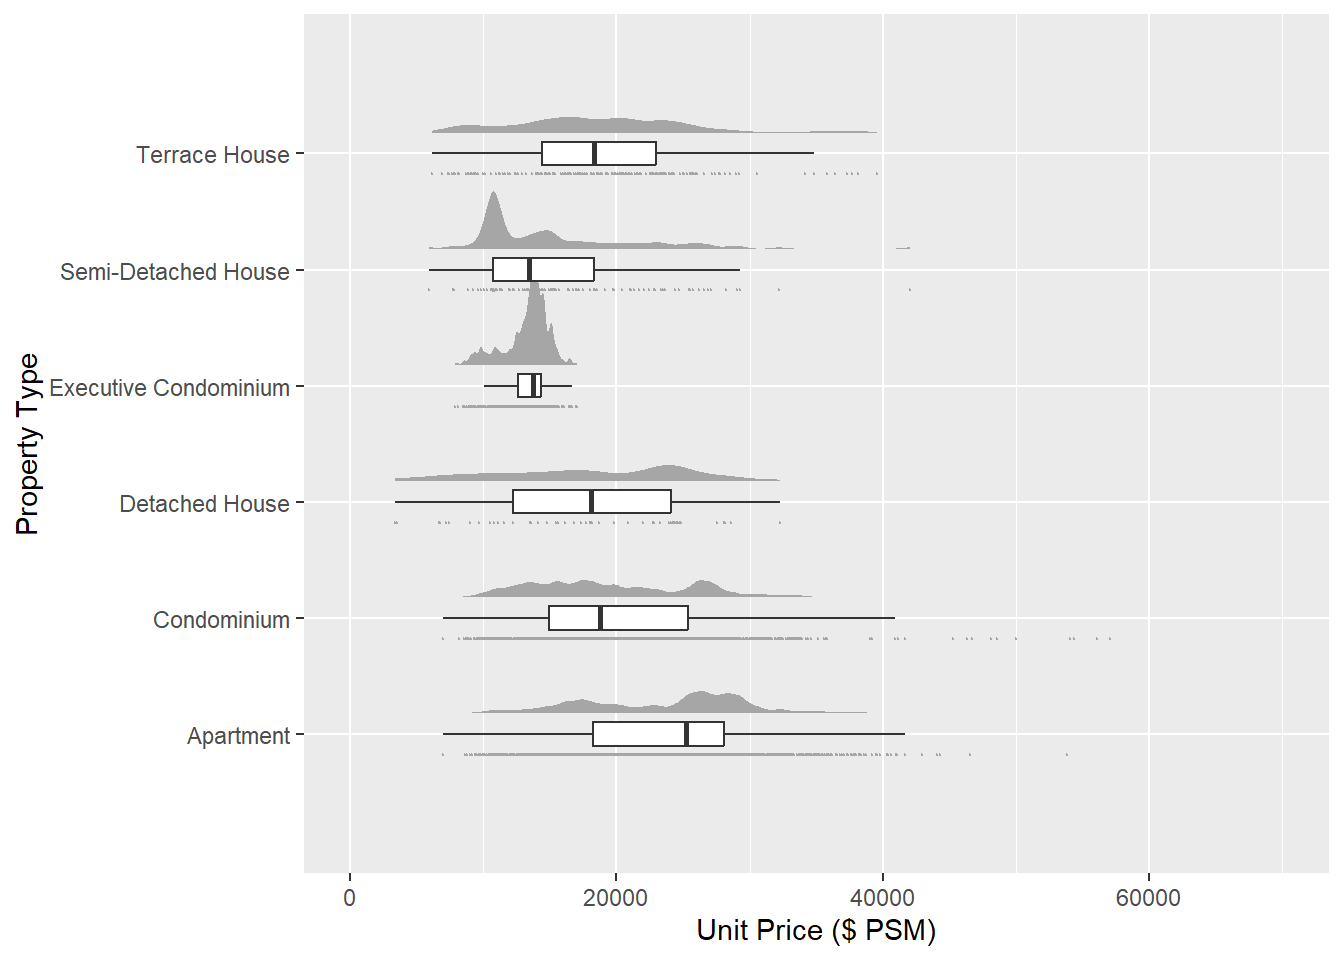 Terrace House
Semi-Detached House
Executive Condominium
Detached House
Condominium
Apartment
Property Type
0 20000 40000 60000
Unit Price ($ PSM)